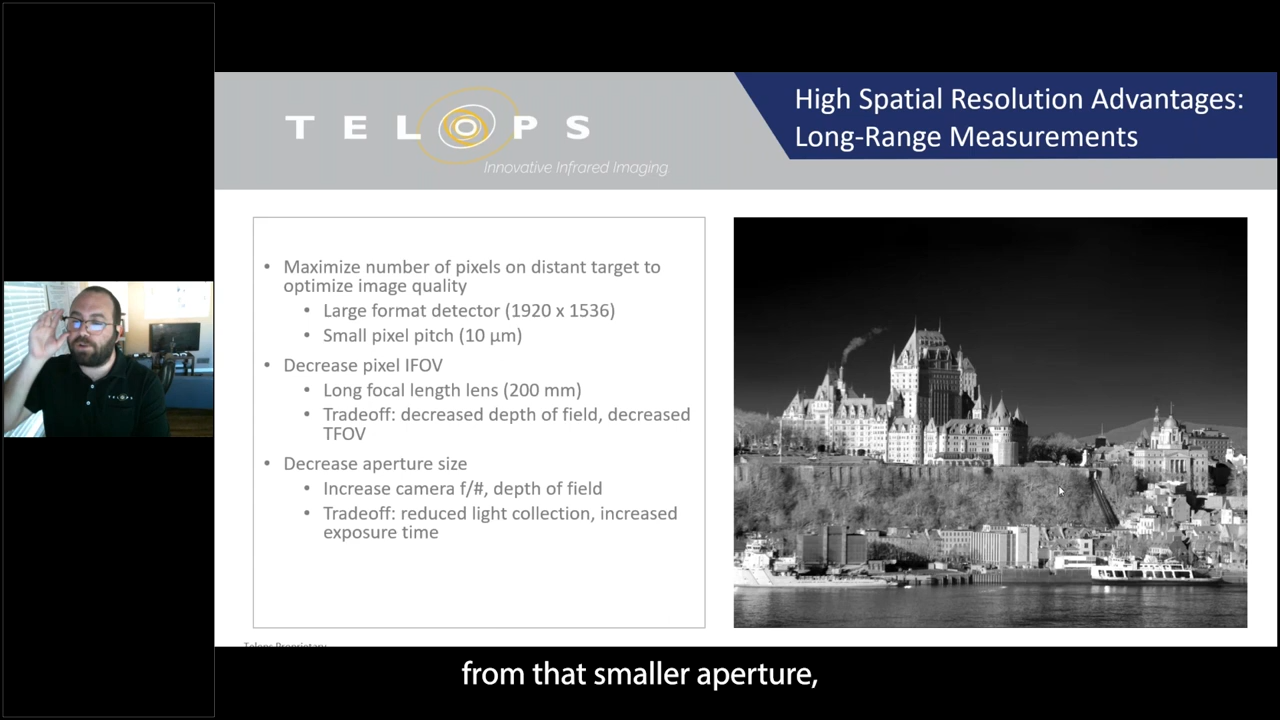 TELOPS
Innovative Infrared Imaging.
High Spatial Resolution Advantages:
Long-Range Measurements
• Maximize number of pixels on distant target to
optimize image quality
• Large format detector (1920 x 1536)
• Small pixel pitch (10 µm)
• Decrease pixel IFOV
• Long focal length lens (200 mm)
• Tradeoff: decreased depth of field, decreased
TFOV
• Decrease aperture size
• Increase camera f/#, depth of field
• Tradeoff: reduced light collection, increased
exposure time
TELOPS
Telops Proprietary
from that smaller aperture,